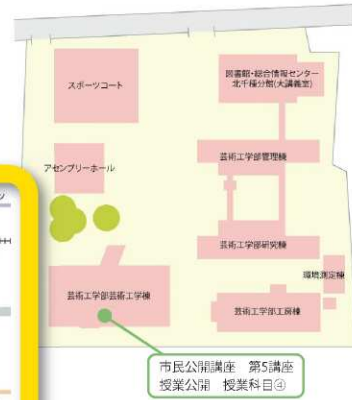 スポーツコート
図書館・総合情報センター
北千種分館(大講義室)
芸術工学部管理棟
アセンブリーホール
芸術工学部研究棟
環境測定棟
芸術工学部芸術工学棟
芸術工学部工房棟
市民公開講座 第5講座
授業公開 授業科目④